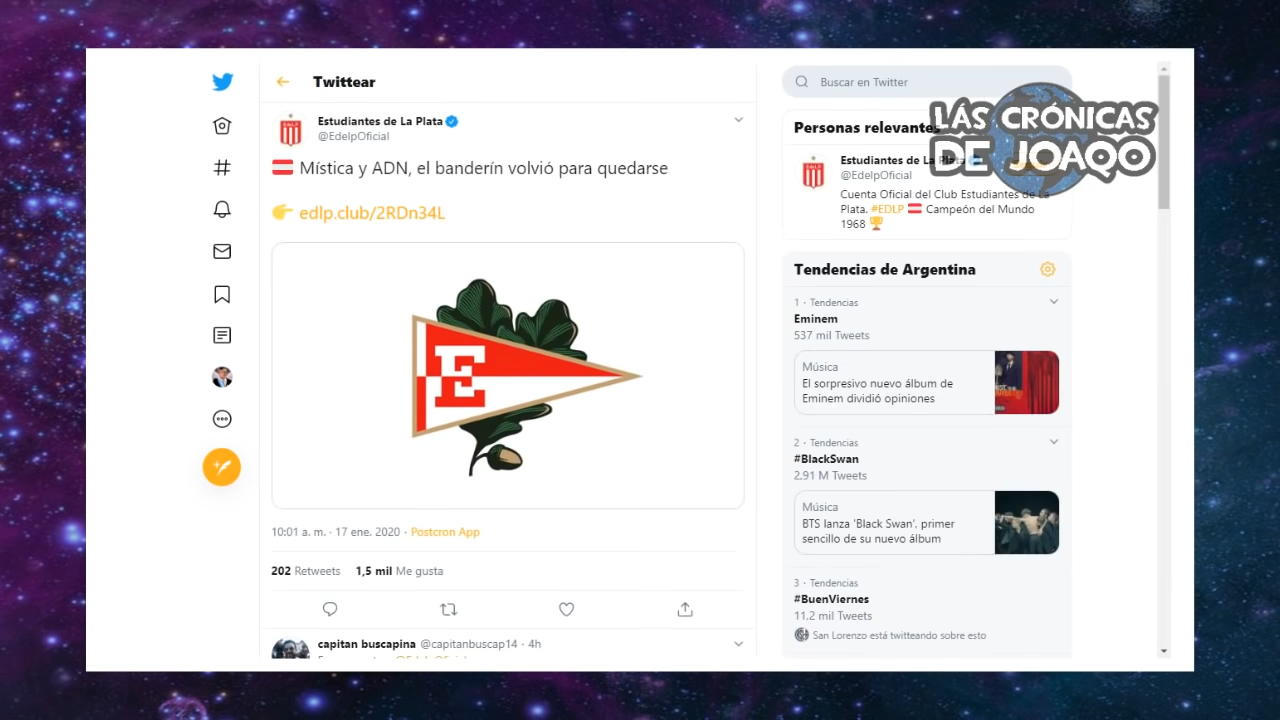 Twittear
Estudiantes de La Plata
@EdelpOficial
Mística y ADN, el banderín volvió para quedarse
edlp.club/2RDn34L
E
10:01 a. m. · 17 ene. 2020 · Postcron App
202 Retweets 1,5 mil Me gusta
capitan buscapina @capitanbuscap14 · 4h
Buscar en Twitter
LÁS CRÓNICAS
DE JOAQO
Personas relevantes
Estudiantes de La Plata
@EdelpOficial
Cuenta Oficial del Club Estudiantes de La
Plata. #EDLP Campeón del Mundo
1968
Tendencias de Argentina
1 · Tendencias
Eminem
537 mil Tweets
Música
El sorpresivo nuevo álbum de
Eminem dividió opiniones
2 · Tendencias
#BlackSwan
2,91 M Tweets
Música
BTS lanza 'Black Swan', primer
sencillo de su nuevo álbum
3 · Tendencias
#BuenViernes
11,2 mil Tweets
San Lorenzo está twitteando sobre esto